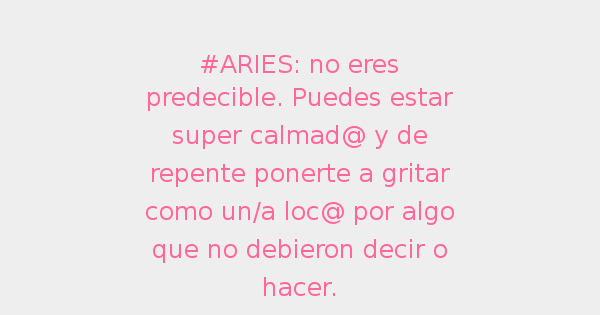 #ARIES: no eres
predecible. Puedes estar
super calmad@ y de
repente ponerte a gritar
como un/a loc@ por algo
que no debieron decir o
hacer.